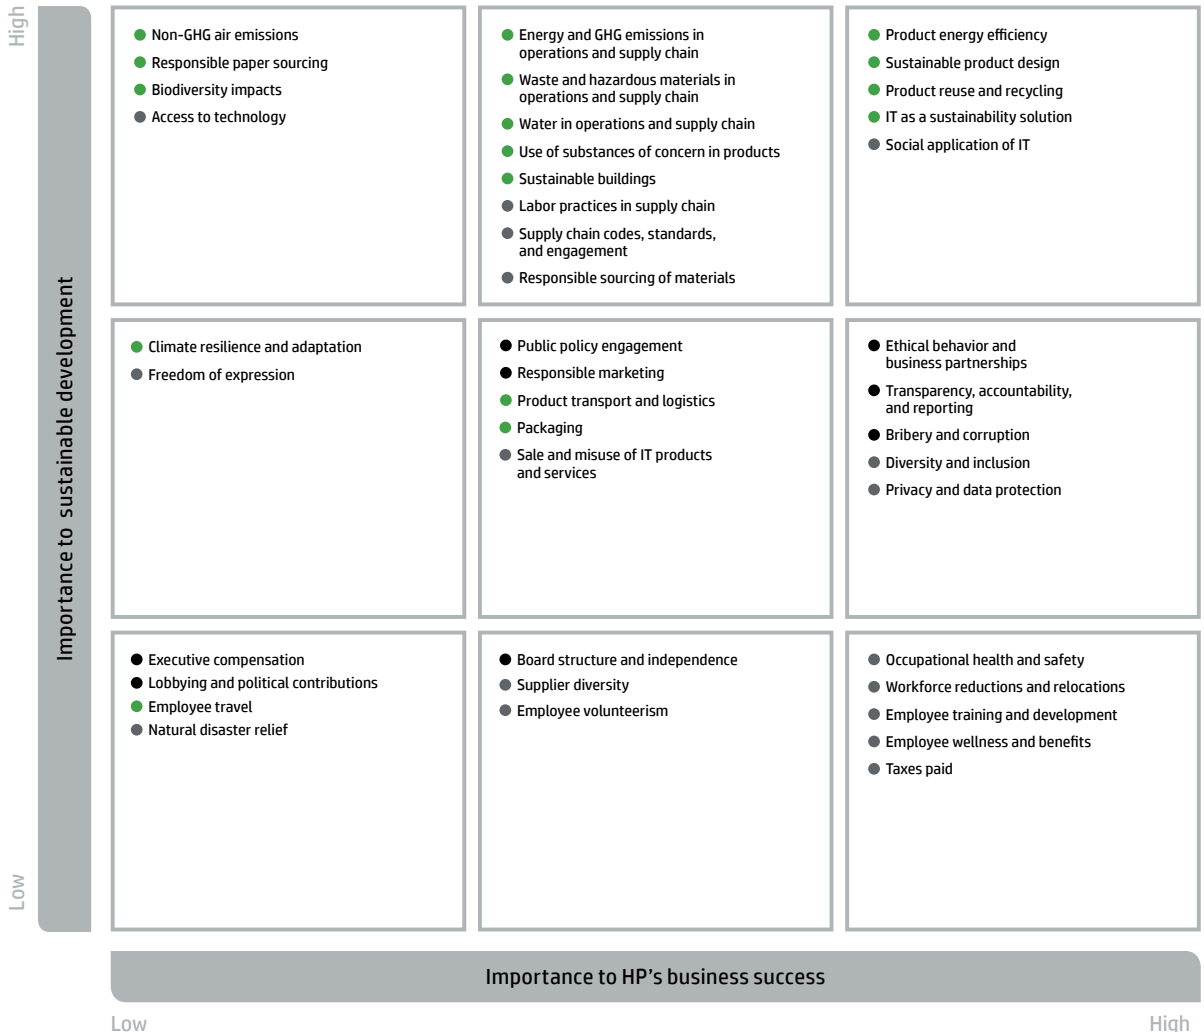 High
Non-GHG air emissions
Responsible paper sourcing
Biodiversity impacts
Access to technology
Energy and GHG emissions in
operations and supply chain
Waste and hazardous materials in
operations and supply chain
Water in operations and supply chain
Use of substances of concern in products
Sustainable buildings
Labor practices in supply chain
Supply chain codes, standards,
and engagement
Responsible sourcing of materials
Product energy efficiency
Sustainable product design
Product reuse and recycling
IT as a sustainability solution
Social application of IT
Importance to sustainable development
Climate resilience and adaptation
Freedom of expression
Public policy engagement
Responsible marketing
Product transport and logistics
Packaging
Sale and misuse of IT products
and services
Ethical behavior and
business partnerships
Transparency, accountability,
and reporting
Bribery and corruption
Diversity and inclusion
Privacy and data protection
Executive compensation
Lobbying and political contributions
Employee travel
Natural disaster relief
Board structure and independence
Supplier diversity
Employee volunteerism
Occupational health and safety
Workforce reductions and relocations
Employee training and development
Employee wellness and benefits
Taxes paid
Low
Importance to HP's business success
Low
High